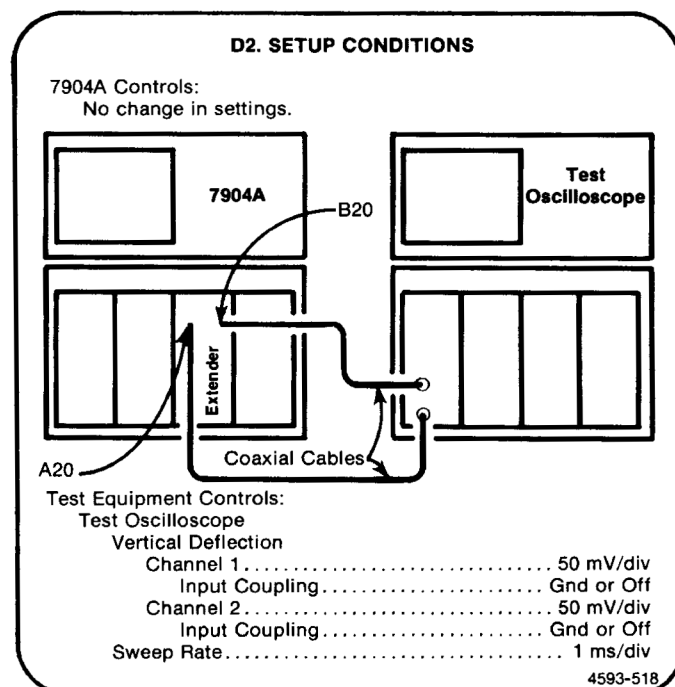 D2. SETUP CONDITIONS
7904A Controls:
No change in settings.
7904A
B20
Test
Oscilloscope
Extender
A20
Coaxial Cables
Test Equipment Controls:
Test Oscilloscope
Vertical Deflection
Channel 1 ........................................ 50 mV/div
Input Coupling ........................ Gnd or Off
Channel 2 ........................................ 50 mV/div
Input Coupling ........................ Gnd or Off
Sweep Rate ........................................ 1 ms/div
4593-518